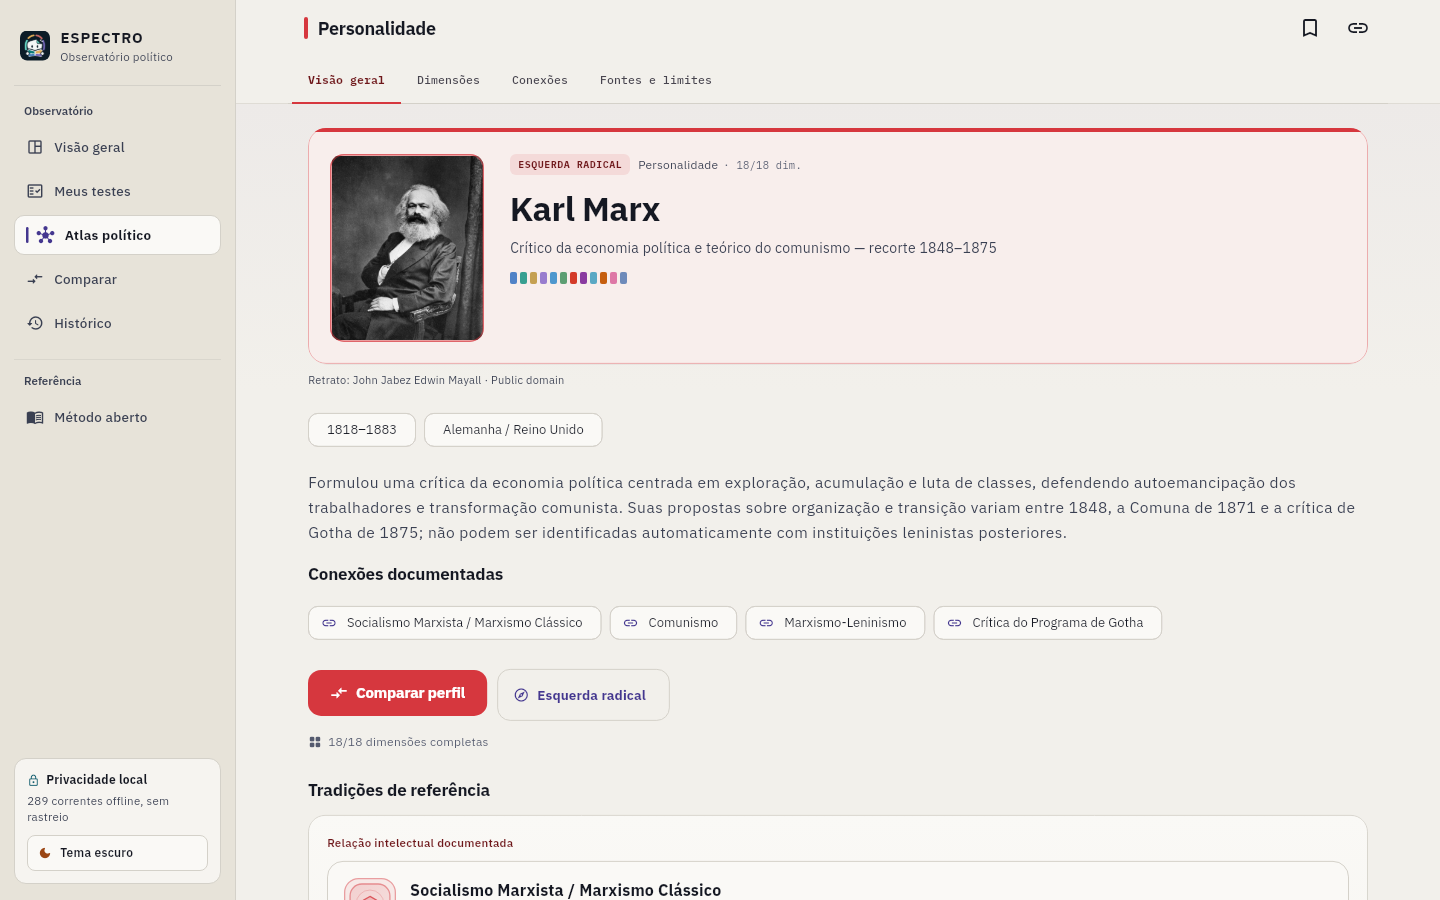 ESPECTRO
Observatório político
Observatório
Visão geral
Meus testes
Atlas político
Comparar
Histórico
Referência
Método aberto
Privacidade local
289 correntes offline, sem
rastreio
Tema escuro
Personalidade
Visão geral
Dimensões
Conexões
Fontes e limites
ESQUERDA RADICAL Personalidade · 18/18 dim.
Karl Marx
Crítico da economia política e teórico do comunismo — recorte 1848–1875
Retrato: John Jabez Edwin Mayall · Public domain
1818–1883
Alemanha / Reino Unido
Formulou uma crítica da economia política centrada em exploração, acumulação e luta de classes, defendendo autoemancipação dos
trabalhadores e transformação comunista. Suas propostas sobre organização e transição variam entre 1848, a Comuna de 1871 e a crítica de
Gotha de 1875; não podem ser identificadas automaticamente com instituições leninistas posteriores.
Conexões documentadas
Socialismo Marxista / Marxismo Clássico
Comunismo
Marxismo-Leninismo
Crítica do Programa de Gotha
Comparar perfil
Esquerda radical
18/18 dimensões completas
Tradições de referência
Relação intelectual documentada
Socialismo Marxista / Marxismo Clássico